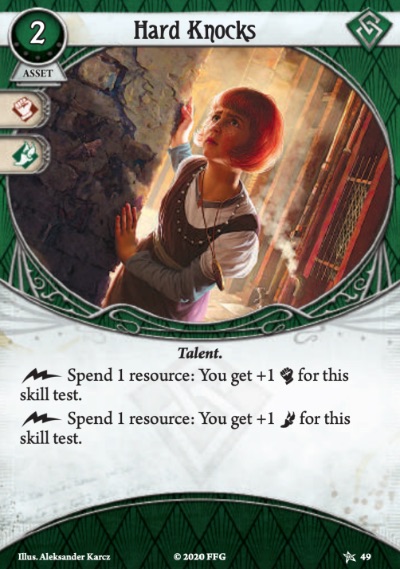 2
Hard Knocks
ASSET
Talent.
Spend 1 resource: You get +1 for this
skill test.
Spend 1 resource: You get +1 for this
skill test.
Illus. Aleksander Karcz
© 2020 FFG
49